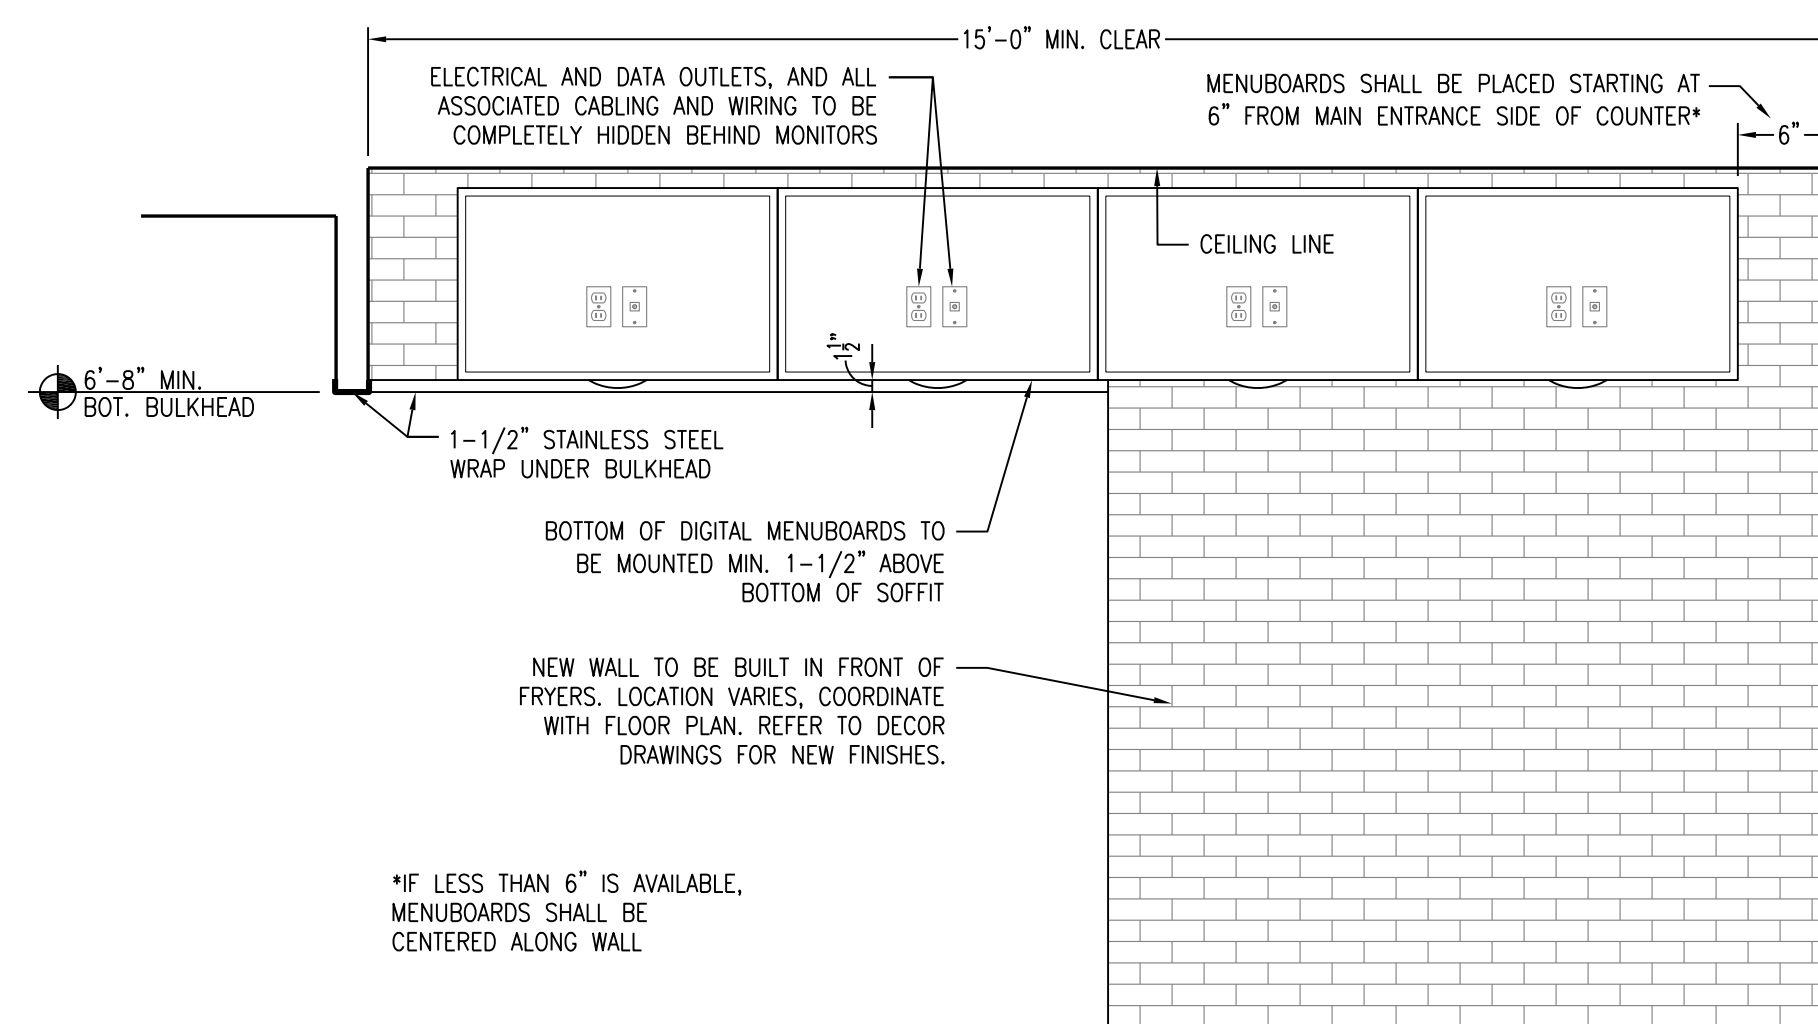 15'-0" MIN. CLEAR
ELECTRICAL AND DATA OUTLETS, AND ALL
ASSOCIATED CABLING AND WIRING TO BE
COMPLETELY HIDDEN BEHIND MONITORS
MENUBOARDS SHALL BE PLACED STARTING AT
6" FROM MAIN ENTRANCE SIDE OF COUNTER*
6"
CEILING LINE
1 1/2"
6'-8" MIN.
BOT. BULKHEAD
1-1/2" STAINLESS STEEL
WRAP UNDER BULKHEAD
BOTTOM OF DIGITAL MENUBOARDS TO
BE MOUNTED MIN. 1-1/2" ABOVE
BOTTOM OF SOFFIT
NEW WALL TO BE BUILT IN FRONT OF
FRYERS. LOCATION VARIES, COORDINATE
WITH FLOOR PLAN. REFER TO DECOR
DRAWINGS FOR NEW FINISHES.
*IF LESS THAN 6" IS AVAILABLE,
MENUBOARDS SHALL BE
CENTERED ALONG WALL